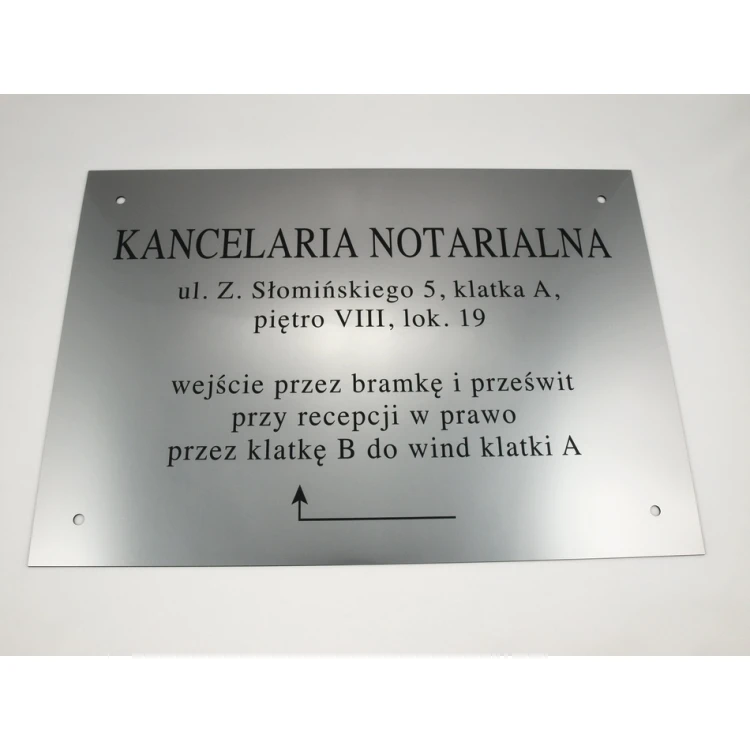 KANCELARIA NOTARIALNA
ul. Z. Słomińskiego 5, klatka A,
piętro VIII, lok. 19
wejście przez bramkę i prześwit
przy recepcji w prawo
przez klatkę B do wind klatki A